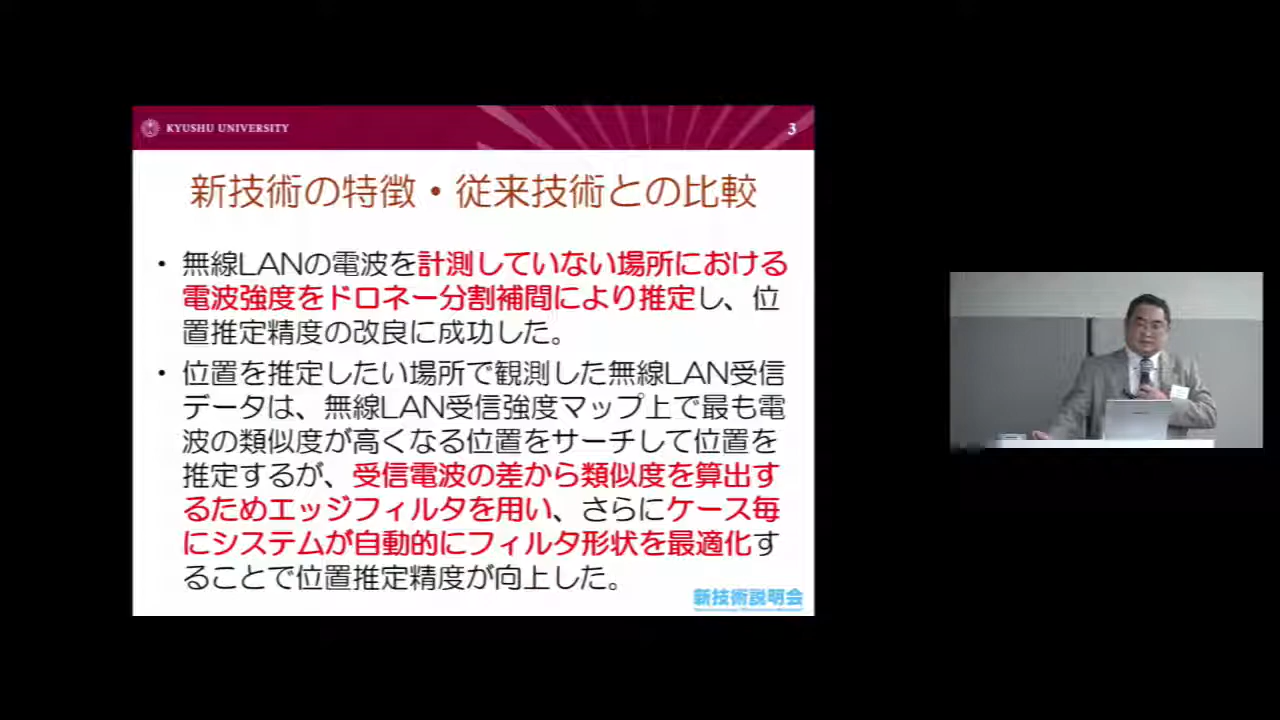 KYUSHU UNIVERSITY
3
新技術の特徴・従来技術との比較
・無線LANの電波を計測していない場所における
電波強度をドロネー分割補間により推定し、位
置推定精度の改良に成功した。
・位置を推定したい場所で観測した無線LAN受信
データは、無線LAN受信強度マップ上で最も電
波の類似度が高くなる位置をサーチして位置を
推定するが、受信電波の差から類似度を算出す
るためエッジフィルタを用い、さらにケース毎
にシステムが自動的にフィルタ形状を最適化す
ることで位置推定精度が向上した。
新技術説明会